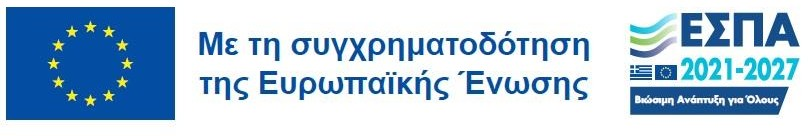 Με τη συγχρηματοδότηση
της Ευρωπαϊκής Ένωσης
ΕΣΠΑ
2021-2027
Βιώσιμη Ανάπτυξη για Όλους